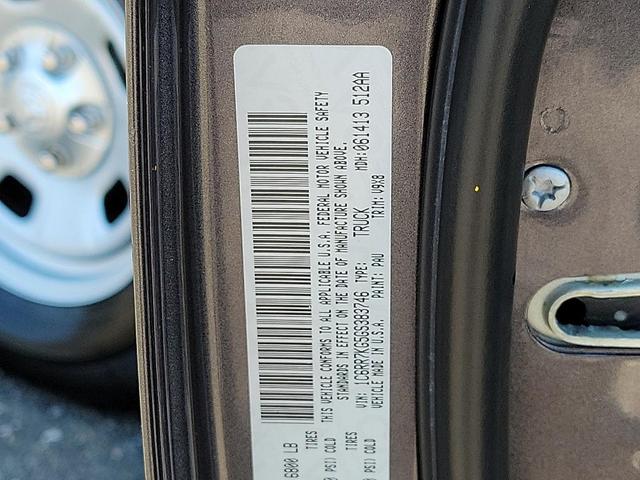 6800 LB
TIRES
PSI) COLD
TIRES
PSI) COLD
THIS VEHICLE CONFORMS TO ALL APPLICABLE U.S.A. FEDERAL MOTOR VEHICLE SAFETY
STANDARDS IN EFFECT ON THE DATE OF MANUFACTURE SHOWN ABOVE.
VIN: 1C6RR7KG5GS383746 TYPE: TRUCK MDH:061413 512AA
VEHICLE MADE IN U.S.A. PAINT: PAU TRIM: V9X8